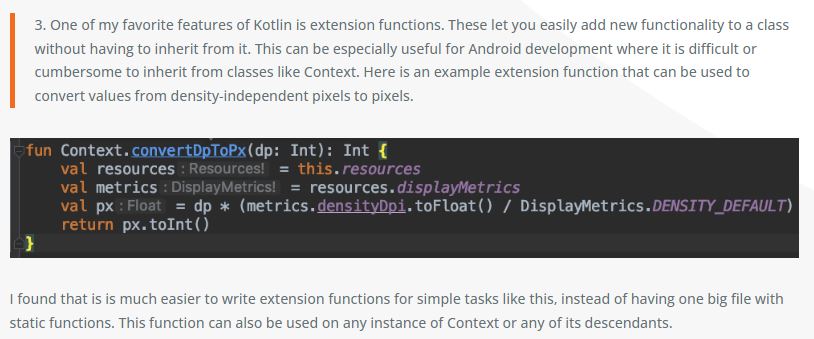 3. One of my favorite features of Kotlin is extension functions. These let you easily add new functionality to a class
without having to inherit from it. This can be especially useful for Android development where it is difficult or
cumbersome to inherit from classes like Context. Here is an example extension function that can be used to
convert values from density-independent pixels to pixels.
fun Context.convertDpToPx(dp: Int): Int {
val resources : Resources! = this.resources
val metrics : DisplayMetrics! = resources.displayMetrics
val px : Float = dp * (metrics.densityDpi.toFloat() / DisplayMetrics.DENSITY_DEFAULT)
return px.toInt()
}
I found that is is much easier to write extension functions for simple tasks like this, instead of having one big file with
static functions. This function can also be used on any instance of Context or any of its descendants.